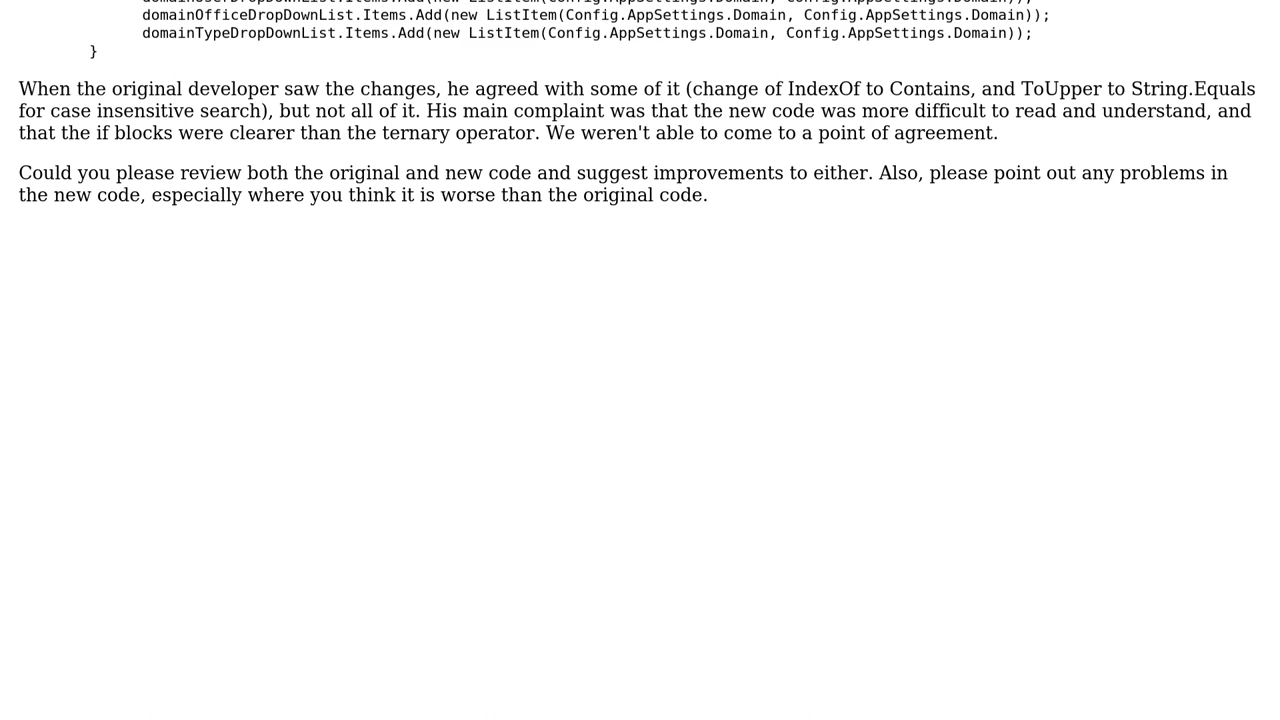 domainOfficeDropDownList.Items.Add(new ListItem(Config.AppSettings.Domain, Config.AppSettings.Domain));
domainTypeDropDownList.Items.Add(new ListItem(Config.AppSettings.Domain, Config.AppSettings.Domain));
}
When the original developer saw the changes, he agreed with some of it (change of IndexOf to Contains, and ToUpper to String.Equals
for case insensitive search), but not all of it. His main complaint was that the new code was more difficult to read and understand, and
that the if blocks were clearer than the ternary operator. We weren't able to come to a point of agreement.
Could you please review both the original and new code and suggest improvements to either. Also, please point out any problems in
the new code, especially where you think it is worse than the original code.